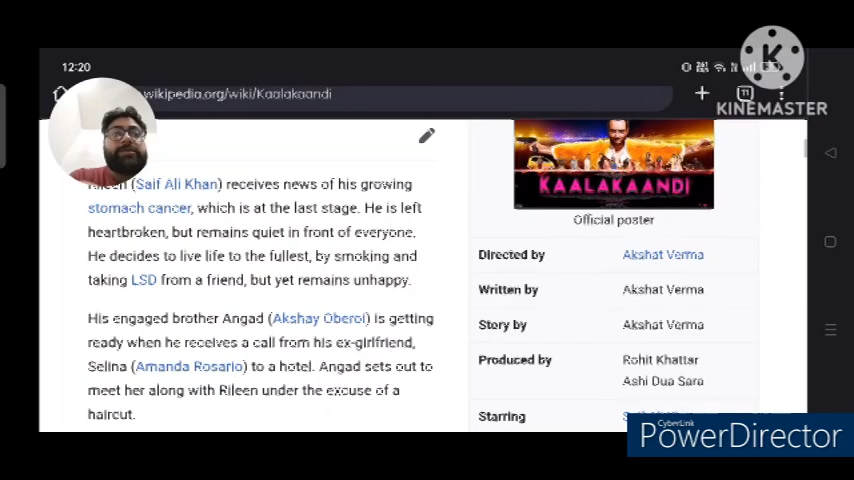 12:20
KINEMASTER
wikipedia.org/wiki/Kaalakaandi
11
KAALAKAANDI
Official poster
Rileen (Saif Ali Khan) receives news of his growing
stomach cancer, which is at the last stage. He is left
heartbroken, but remains quiet in front of everyone.
He decides to live life to the fullest, by smoking and
taking LSD from a friend, but yet remains unhappy.
His engaged brother Angad (Akshay Oberoi) is getting
ready when he receives a call from his ex-girlfriend,
Selina (Amanda Rosario) to a hotel. Angad sets out to
meet her along with Rileen under the excuse of a
haircut.
Directed by Akshat Verma
Written by Akshat Verma
Story by Akshat Verma
Produced by Rohit Khattar
Ashi Dua Sara
Starring
CyberLink
PowerDirector